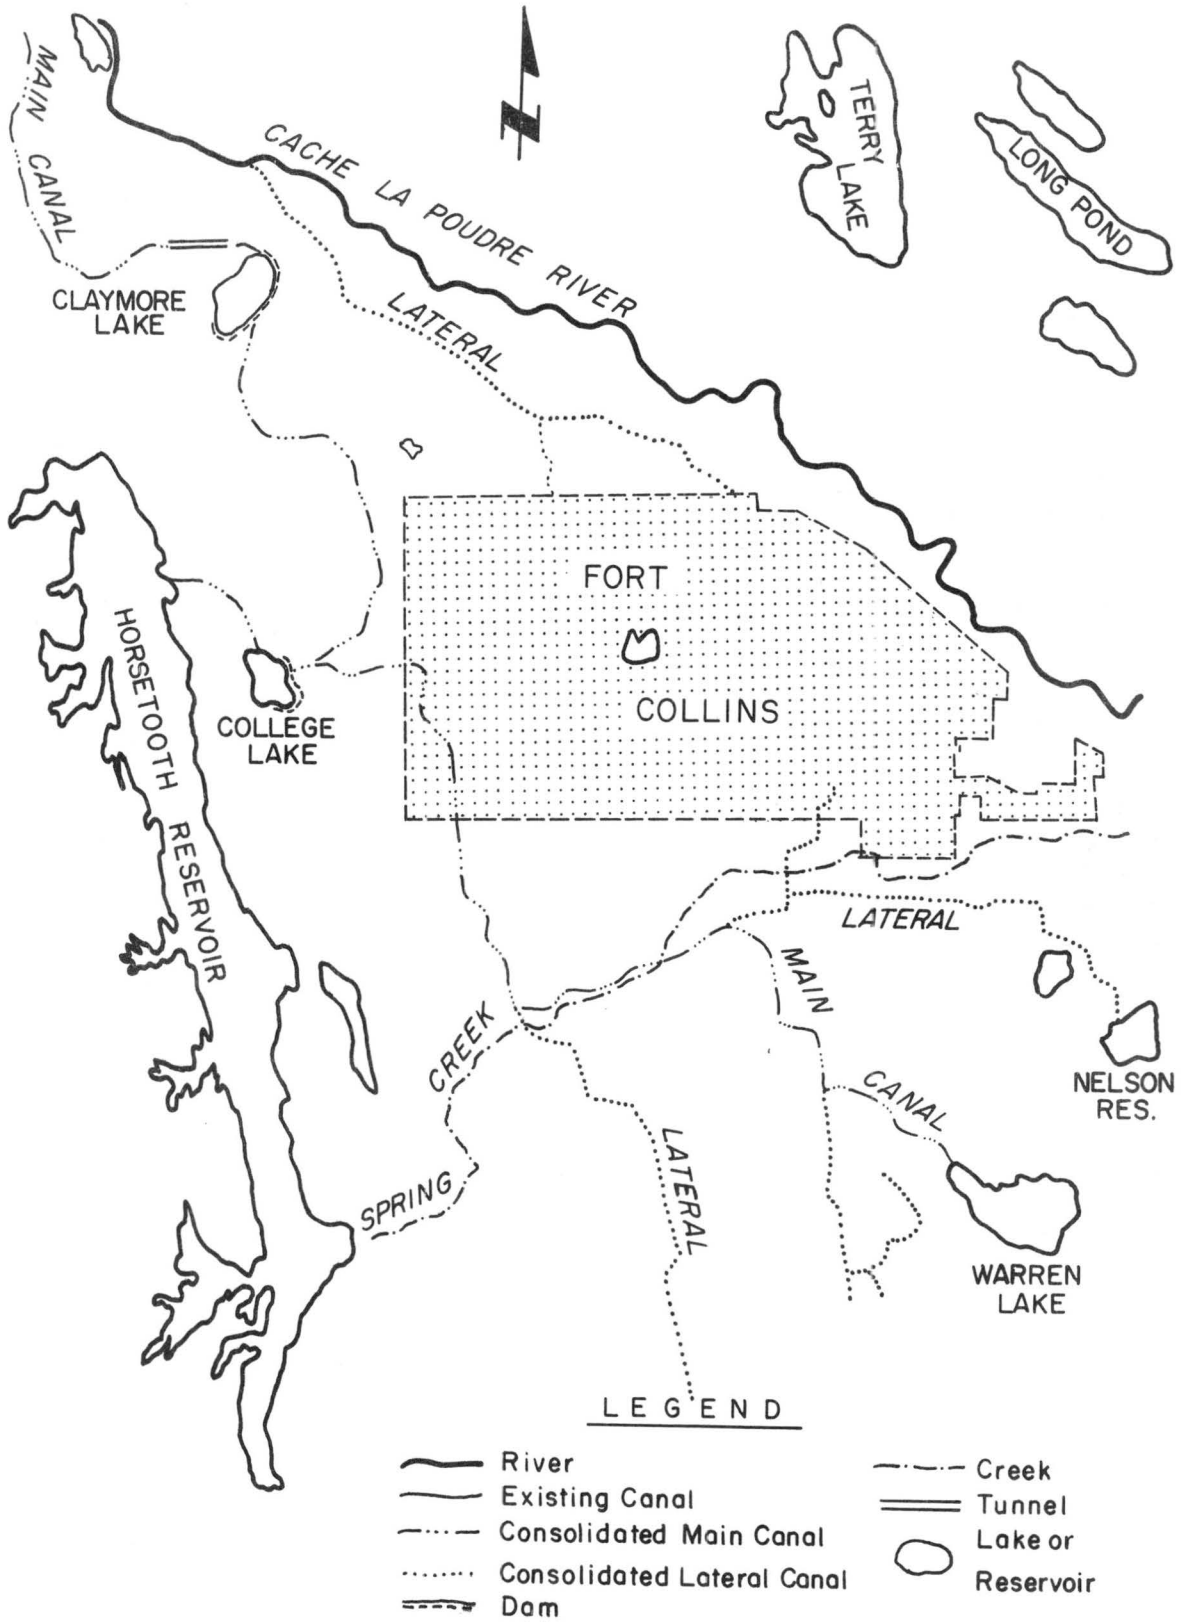 MAIN CANAL
CACHE LA POUDRE RIVER
TERRY
LAKE
LONG POND
CLAYMORE
LAKE
LATERAL
FORT
COLLINS
HORSETOOTH RESERVOIR
COLLEGE
LAKE
LATERAL
MAIN
CANAL
SPRING CREEK
NELSON
RES.
LATERAL
WARREN
LAKE
LEGEND
River
Existing Canal
Consolidated Main Canal
Consolidated Lateral Canal
Dam
Creek
Tunnel
Lake or
Reservoir
N